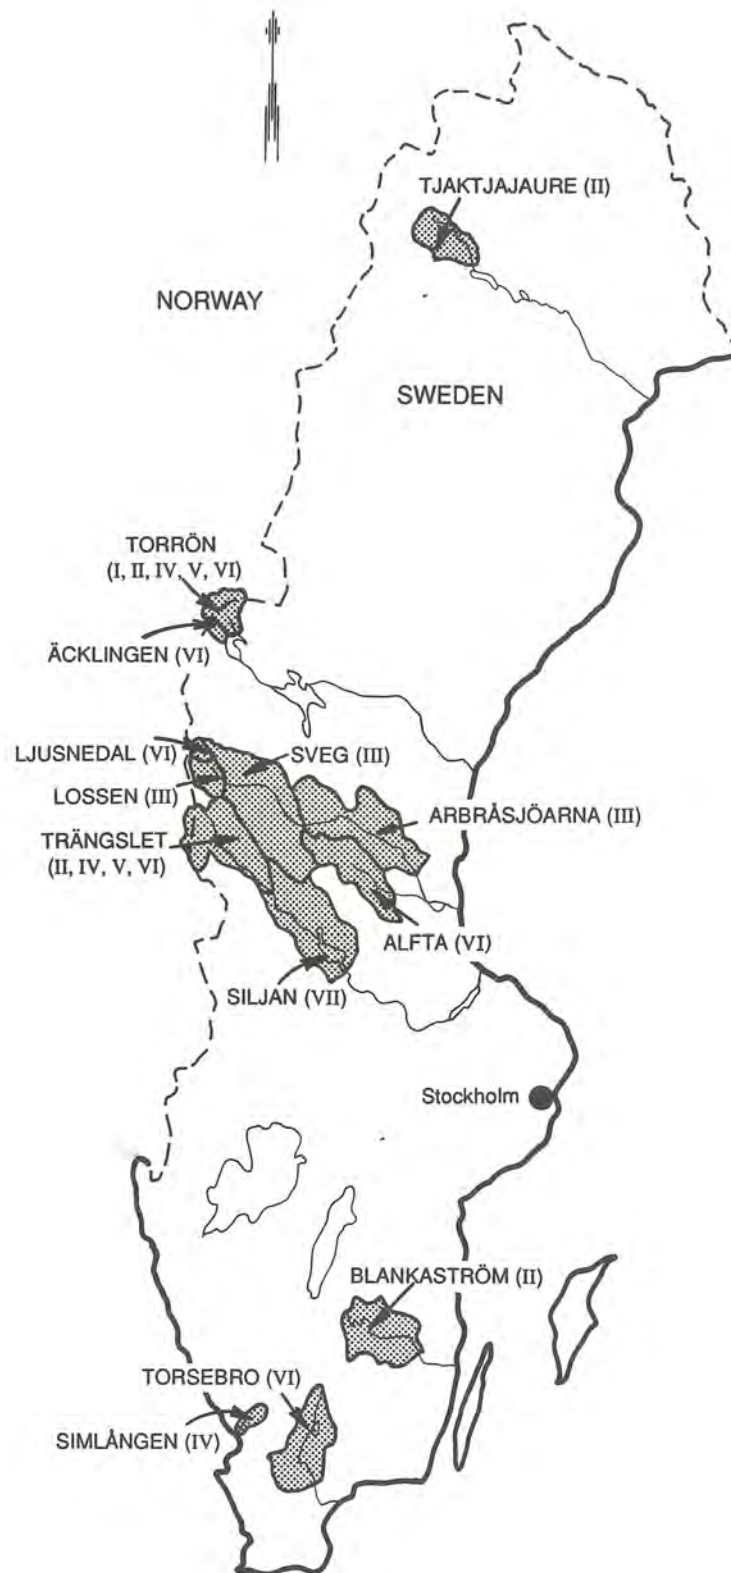 TJAKTJAJAURE (II)
NORWAY
SWEDEN
TORRÖN
(I, II, IV, V, VI)
ÄCKLINGEN (VI)
LJUSNEDAL (VI)
SVEG (III)
LOSSEN (III)
ARBRÅSJÖARNA (III)
TRÄNGSLET
(II, IV, V, VI)
ALFTA (VI)
SILJAN (VII)
Stockholm
BLANKASTRÖM (II)
TORSEBRO (VI)
SIMLÅNGEN (IV)